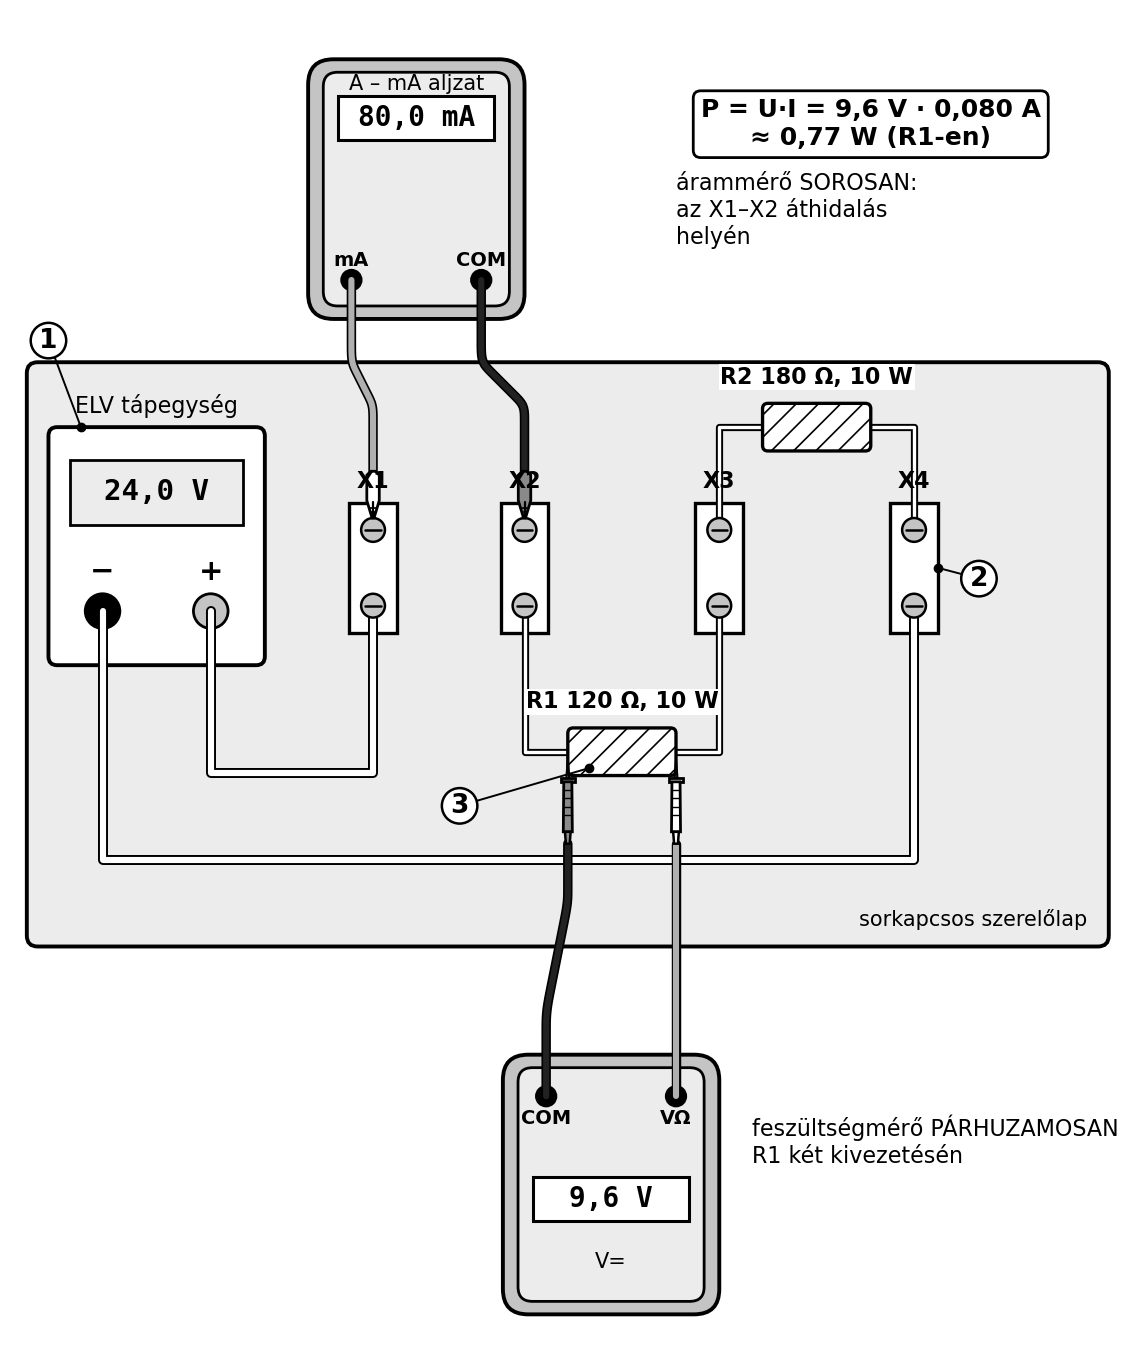 A – mA aljzat
80,0 mA
mA
COM
P = U·I = 9,6 V · 0,080 A
≈ 0,77 W (R1-en)
árammérő SOROSAN:
az X1–X2 áthidalás
helyén
1
R2 180 Ω, 10 W
ELV tápegység
24,0 V
−
+
X1
X2
X3
X4
2
R1 120 Ω, 10 W
3
sorkapcsos szerelőlap
COM
VΩ
9,6 V
V=
feszültségmérő PÁRHUZAMOSAN
R1 két kivezetésén